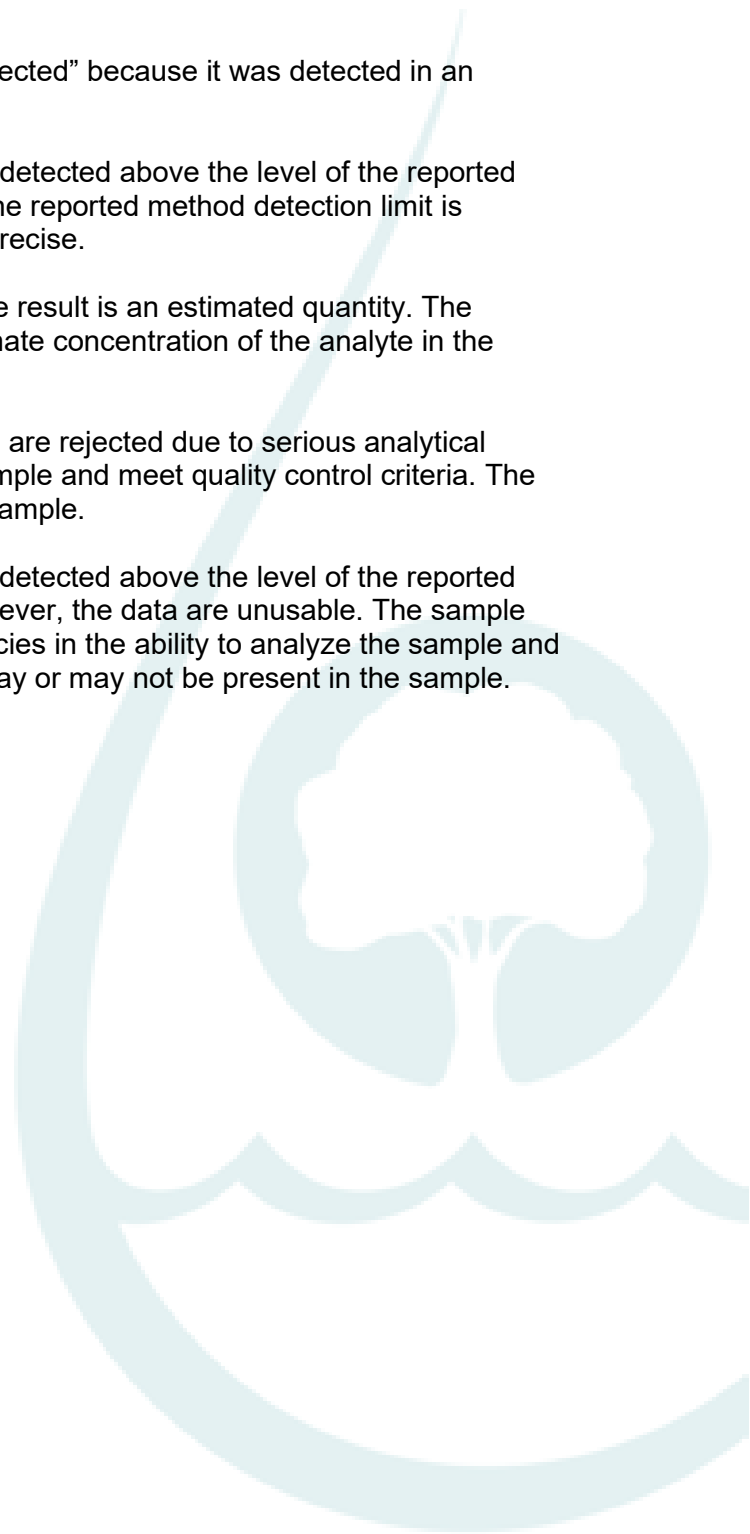 ected” because it was detected in an
detected above the level of the reported
he reported method detection limit is
recise.
e result is an estimated quantity. The
nate concentration of the analyte in the
are rejected due to serious analytical
mple and meet quality control criteria. The
ample.
detected above the level of the reported
ever, the data are unusable. The sample
cies in the ability to analyze the sample and
ay or may not be present in the sample.